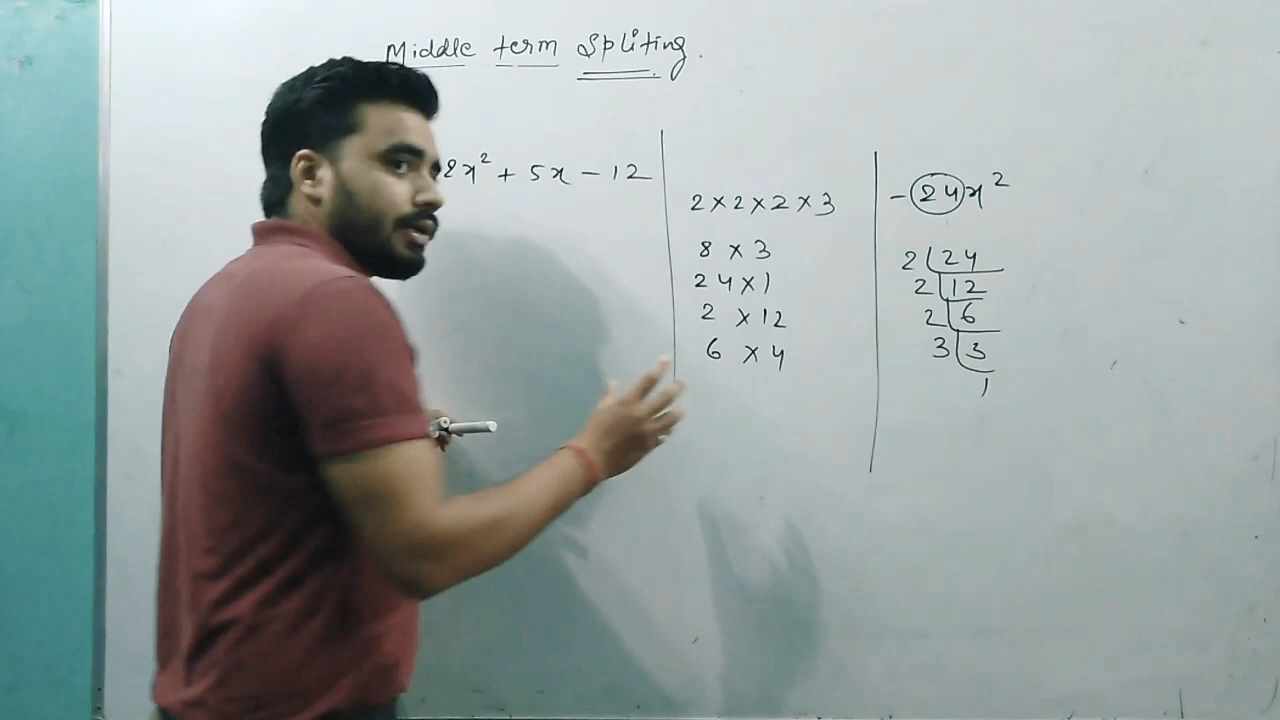 Middle term Spliting.
2x² + 5x - 12
2 × 2 × 2 × 3
8 × 3
24 × 1
2 × 12
6 × 4
- 24x²
2 24
2 12
2 6
3 3
1